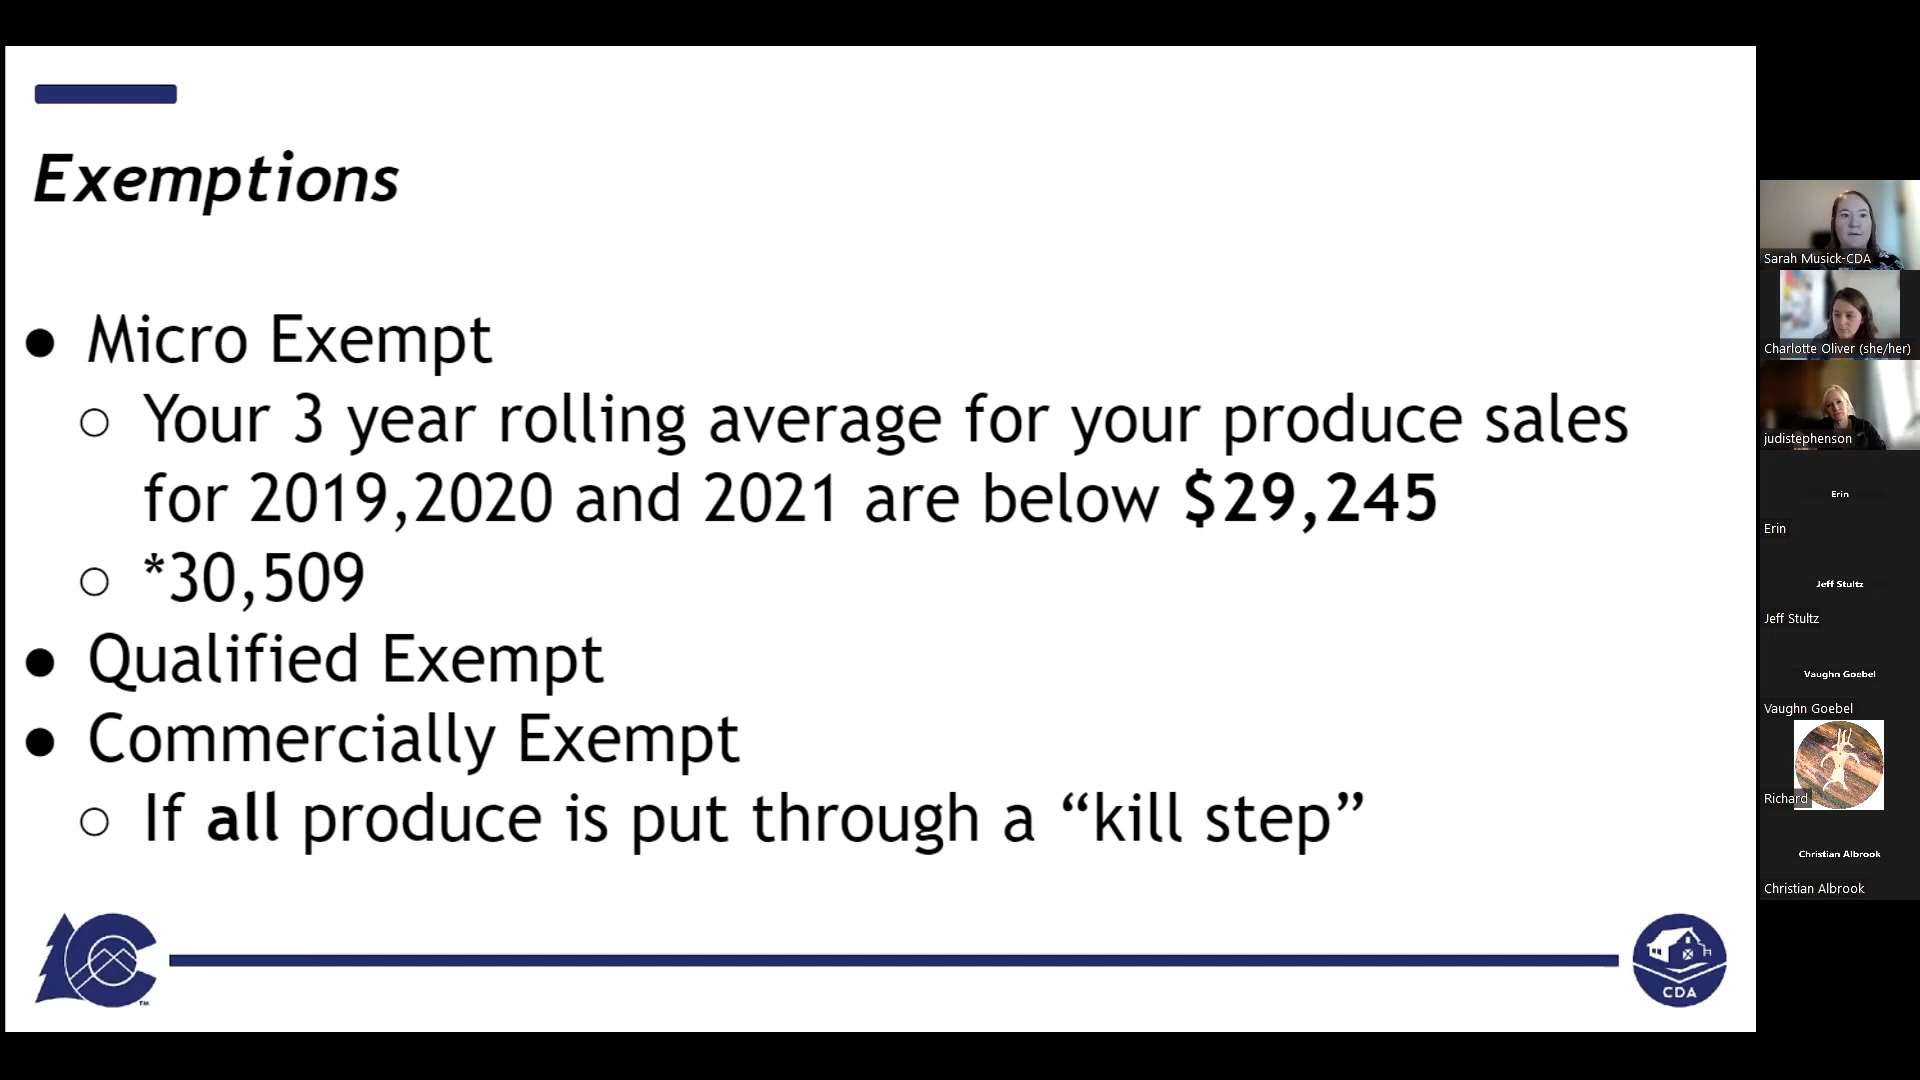 Exemptions
● Micro Exempt
○ Your 3 year rolling average for your produce sales
for 2019,2020 and 2021 are below $29,245
○ *30,509
● Qualified Exempt
● Commercially Exempt
○ If all produce is put through a “kill step”
TM
CDA
Sarah Musick-CDA
Charlotte Oliver (she/her)
judistephenson
Erin
Erin
Jeff Stultz
Jeff Stultz
Vaughn Goebel
Vaughn Goebel
Richard
Christian Albrook
Christian Albrook